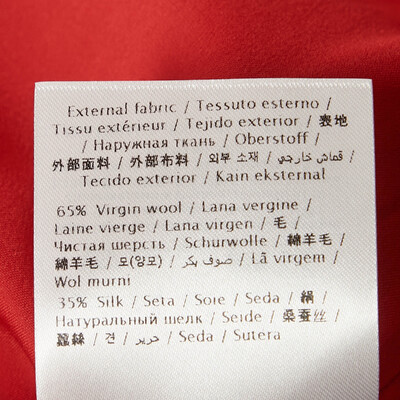 External fabric / Tessuto esterno /
Tissu extérieur / Tejido exterior / 表地
/ Наружная ткань / Oberstoff /
外部面料 / 外部布料 / 외부 소재 / قماش خارجي /
Tecido exterior / Kain eksternal
65% Virgin wool / Lana vergine /
Laine vierge / Lana virgen / 毛 /
Чистая шерсть / Schurwolle / 綿羊毛 /
綿羊毛 / 모(양모) / صوف بكر / Lã virgem /
Wol murni
35% Silk / Seta / Soie / Seda / 絹 /
Натуральный шелк / Seide / 桑蚕丝 /
蠶絲 / 견 / حرير / Seda / Sutera